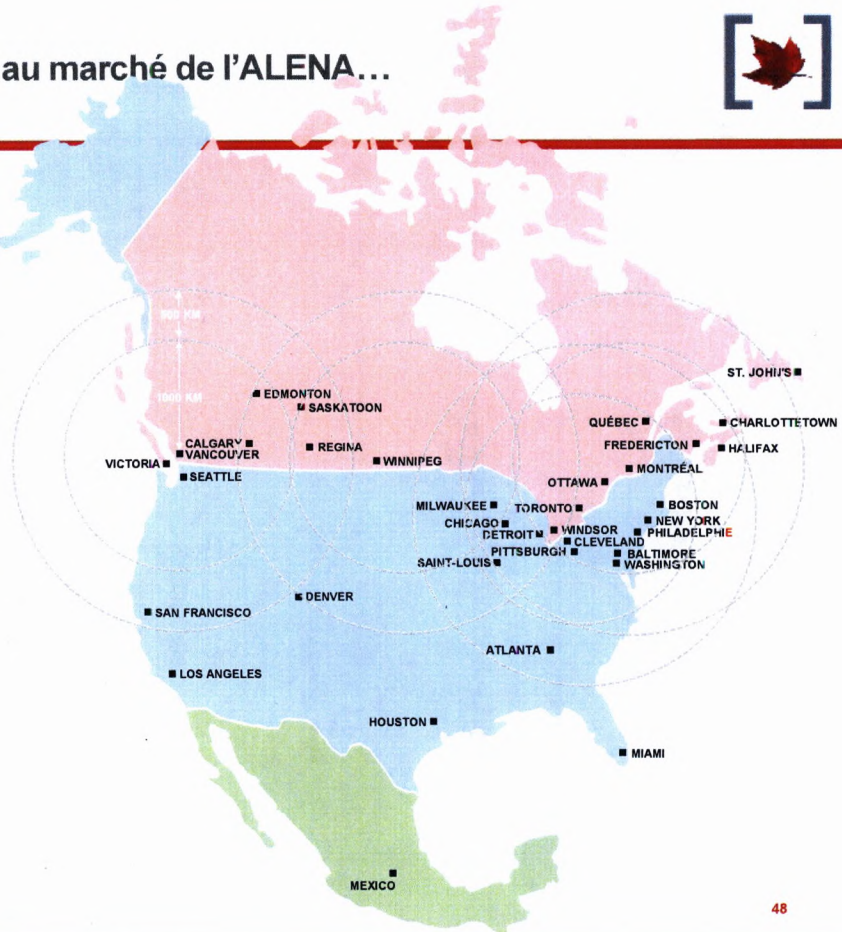 au marché de l'ALENA...
1000 KM
ST. JOHN'S
EDMONTON
SASKATOON
QUÉBEC
CHARLOTTETOWN
CALGARY
REGINA
FREDERICTON
HALIFAX
VANCOUVER
VICTORIA
WINNIPEG
MONTRÉAL
SEATTLE
OTTAWA
MILWAUKEE
TORONTO
BOSTON
CHICAGO
NEW YORK
DETROIT
WINDSOR
PHILADELPHIE
CLEVELAND
PITTSBURGH
BALTIMORE
SAINT-LOUIS
WASHINGTON
DENVER
SAN FRANCISCO
ATLANTA
LOS ANGELES
HOUSTON
MIAMI
MEXICO
48